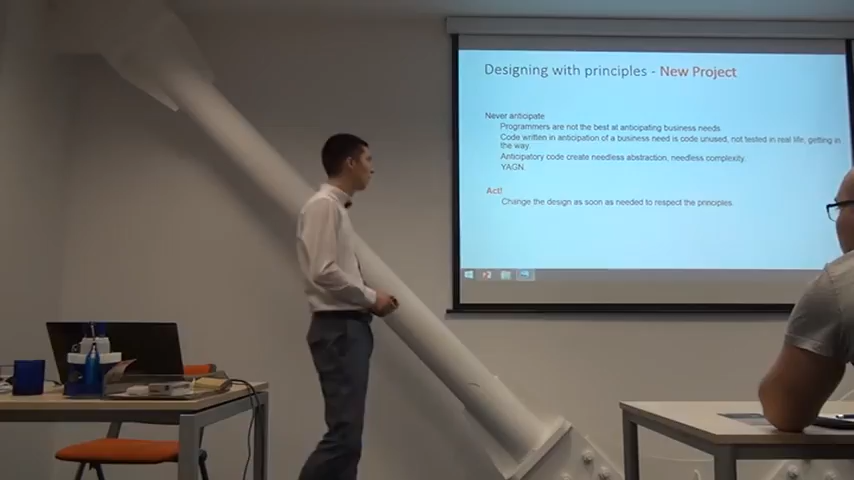 Designing with principles - New Project
Never anticipate
Programmers are not the best at anticipating business needs.
Code written in anticipation of a business need is code unused, not tested in real life, getting in
the way.
Anticipatory code create needless abstraction, needless complexity.
YAGN.
Act!
Change the design as soon as needed to respect the principles.